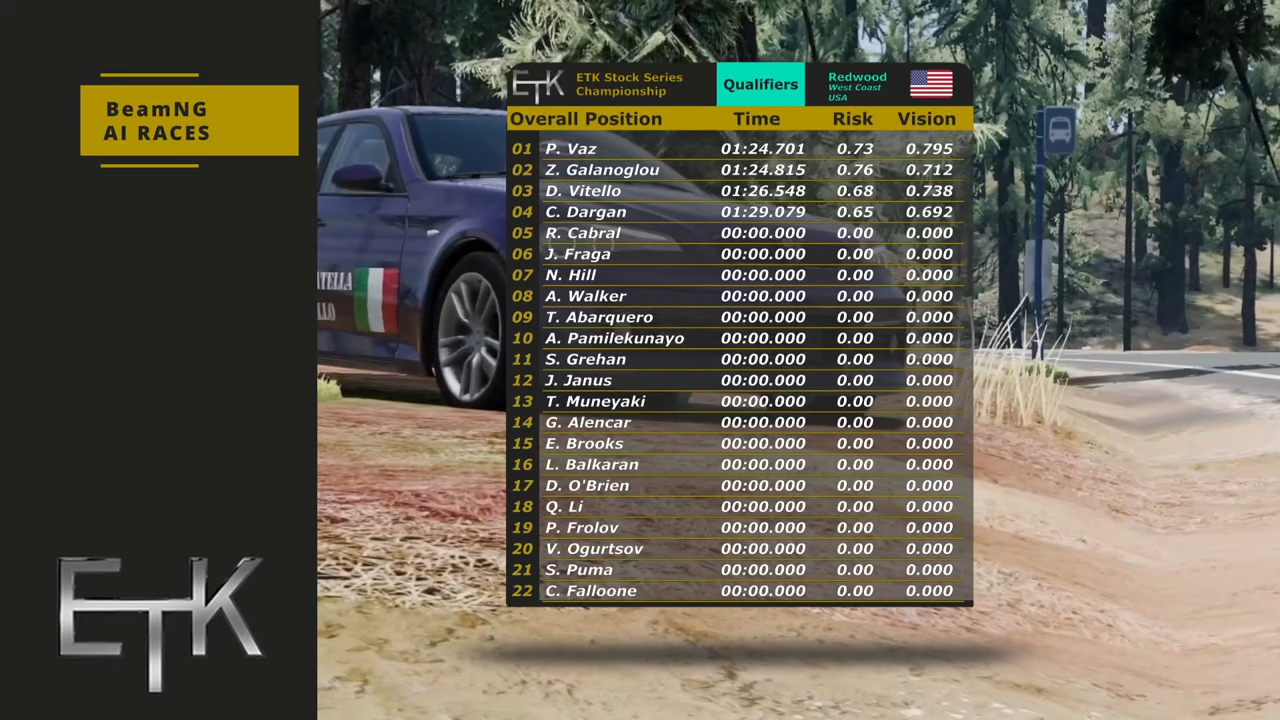 BeamNG
AI RACES
ETK
ETK Stock Series
Championship
Qualifiers
Redwood
West Coast
USA
Overall Position Time Risk Vision
01 P. Vaz 01:24.701 0.73 0.795
02 Z. Galanoglou 01:24.815 0.76 0.712
03 D. Vitello 01:26.548 0.68 0.738
04 C. Dargan 01:29.079 0.65 0.692
05 R. Cabral 00:00.000 0.00 0.000
06 J. Fraga 00:00.000 0.00 0.000
07 N. Hill 00:00.000 0.00 0.000
08 A. Walker 00:00.000 0.00 0.000
09 T. Abarquero 00:00.000 0.00 0.000
10 A. Pamilekunayo 00:00.000 0.00 0.000
11 S. Grehan 00:00.000 0.00 0.000
12 J. Janus 00:00.000 0.00 0.000
13 T. Muneyaki 00:00.000 0.00 0.000
14 G. Alencar 00:00.000 0.00 0.000
15 E. Brooks 00:00.000 0.00 0.000
16 L. Balkaran 00:00.000 0.00 0.000
17 D. O'Brien 00:00.000 0.00 0.000
18 Q. Li 00:00.000 0.00 0.000
19 P. Frolov 00:00.000 0.00 0.000
20 V. Ogurtsov 00:00.000 0.00 0.000
21 S. Puma 00:00.000 0.00 0.000
22 C. Falloone 00:00.000 0.00 0.000
ETK